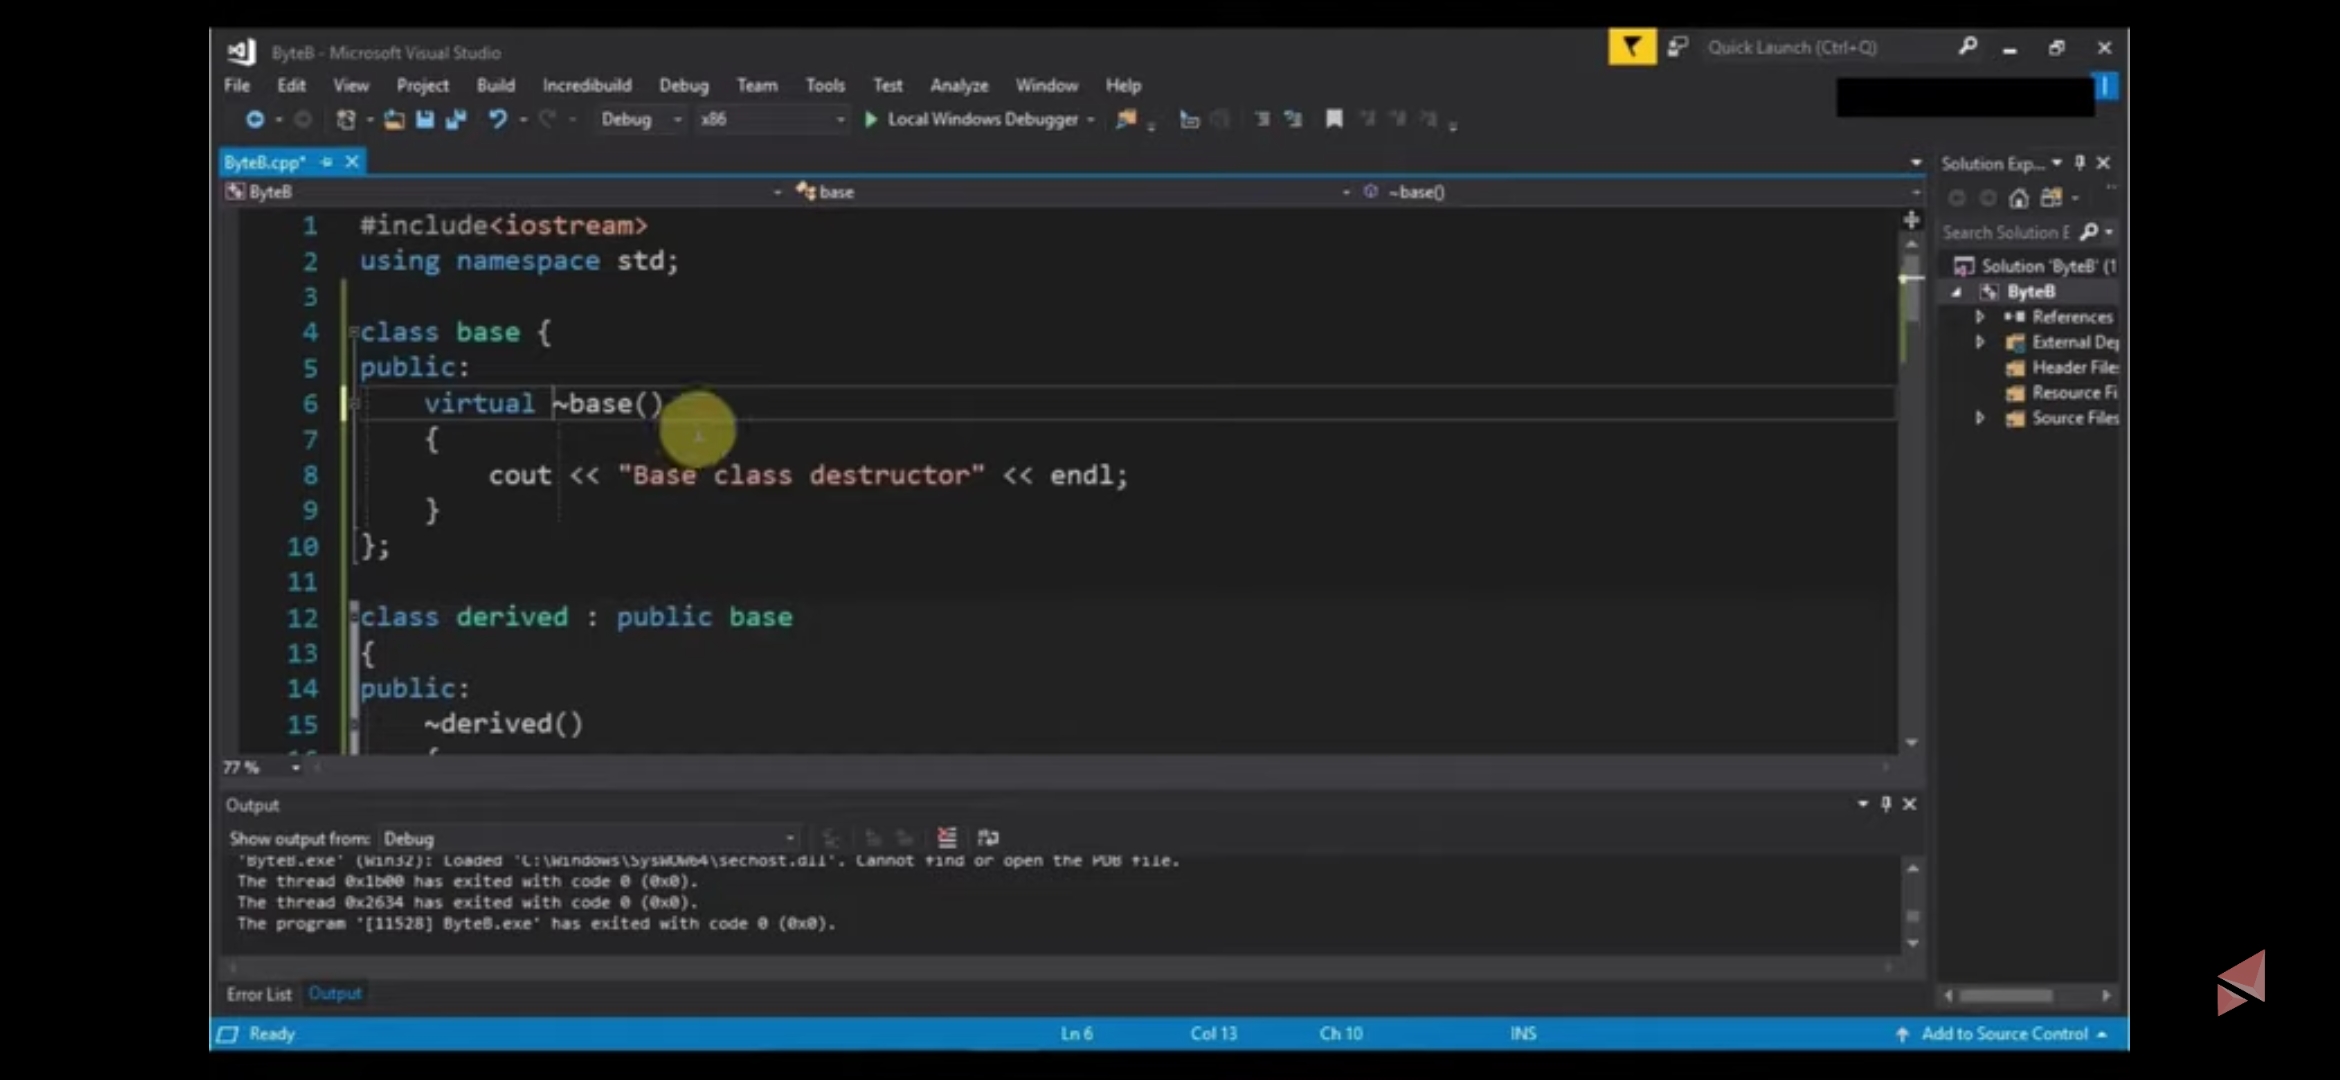 ByteB - Microsoft Visual Studio
Quick Launch (Ctrl+Q)
File Edit View Project Build Incredibuild Debug Team Tools Test Analyze Window Help
Debug x86 Local Windows Debugger
ByteB.cpp*
Solution Exp...
ByteB base ~base()
1 #include<iostream>
2 using namespace std;
3
4 class base {
5 public:
6 virtual ~base()
7 {
8 cout << "Base class destructor" << endl;
9 }
10 };
11
12 class derived : public base
13 {
14 public:
15 ~derived()
{
77 %
Search Solution E
Solution 'ByteB' (1
ByteB
References
External Dep
Header File
Resource Fi
Source Files
Output
Show output from: Debug
'ByteB.exe' (Win32): Loaded 'C:\Windows\SysWOW64\sechost.dll'. Cannot find or open the PDB file.
The thread 0x1b00 has exited with code 0 (0x0).
The thread 0x2634 has exited with code 0 (0x0).
The program '[11528] ByteB.exe' has exited with code 0 (0x0).
Error List Output
Ready Ln 6 Col 13 Ch 10 INS Add to Source Control